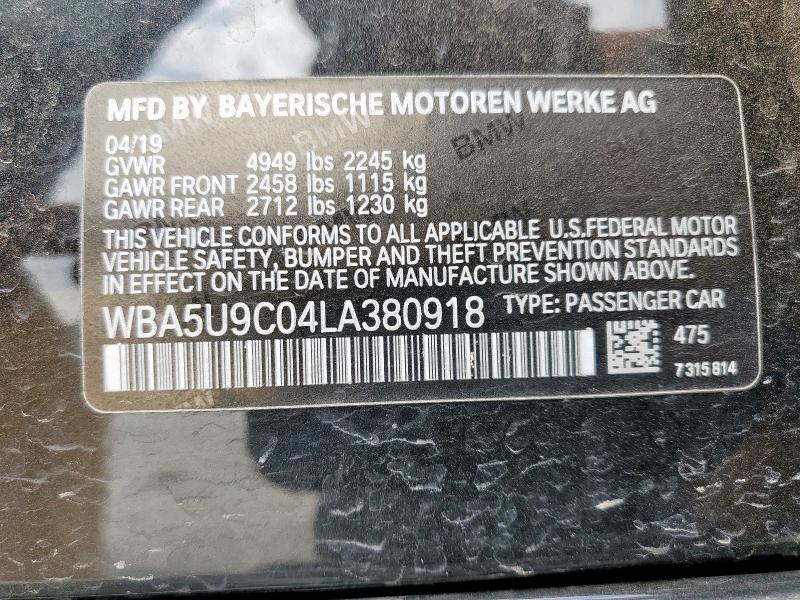 MFD BY BAYERISCHE MOTOREN WERKE AG
04/19
GVWR 4949 lbs 2245 kg
GAWR FRONT 2458 lbs 1115 kg
GAWR REAR 2712 lbs 1230 kg
THIS VEHICLE CONFORMS TO ALL APPLICABLE U.S.FEDERAL MOTOR
VEHICLE SAFETY, BUMPER AND THEFT PREVENTION STANDARDS
IN EFFECT ON THE DATE OF MANUFACTURE SHOWN ABOVE.
WBA5U9C04LA380918 TYPE: PASSENGER CAR
475
7315814
BMW
BMW